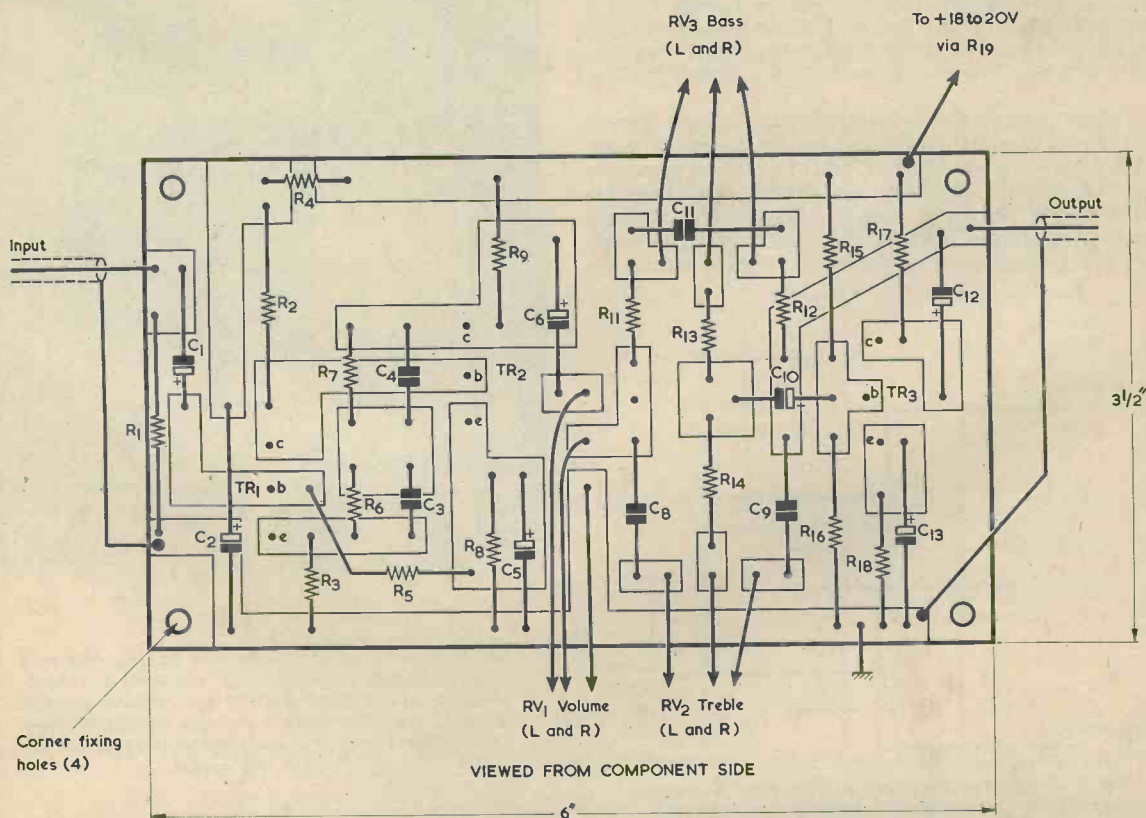 RV3 Bass
(L and R)
To +18 to 20V
via R19
Input
Output
R4
C11
R17
R15
R9
R2
C6
R11
R13
R12
C12
C1
R7
C4
c
b
TR2
C10
c
b
TR3
3 1/2"
R1
e
e
c
TR1
b
R6
C3
R14
C2
e
R8
C5
C8
C9
R16
R18
C13
R3
R5
+
+
+
+
+
+
+
RV1 Volume
(L and R)
RV2 Treble
(L and R)
Corner fixing
holes (4)
VIEWED FROM COMPONENT SIDE
6"